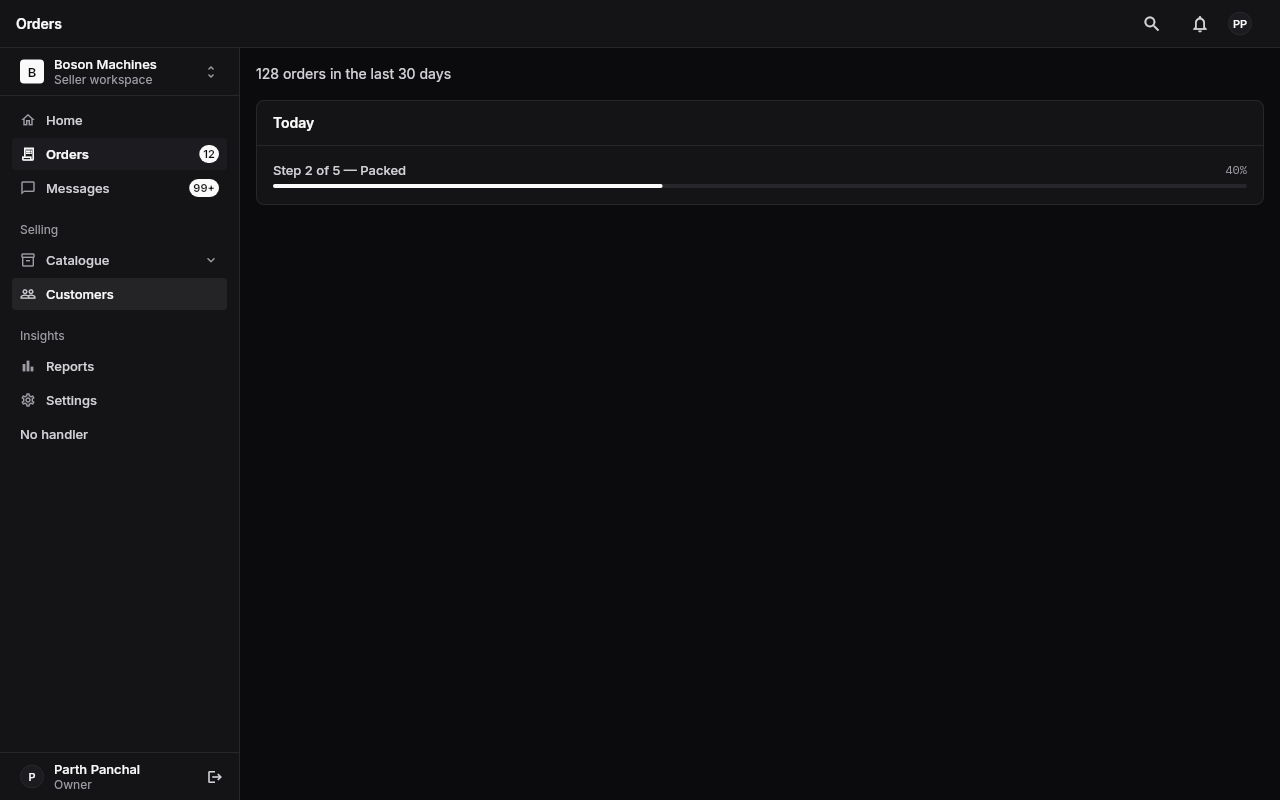 Orders
PP
B
Boson Machines
Seller workspace
Home
Orders 12
Messages 99+
Selling
Catalogue
Customers
Insights
Reports
Settings
No handler
P
Parth Panchal
Owner
128 orders in the last 30 days
Today
Step 2 of 5 — Packed 40%